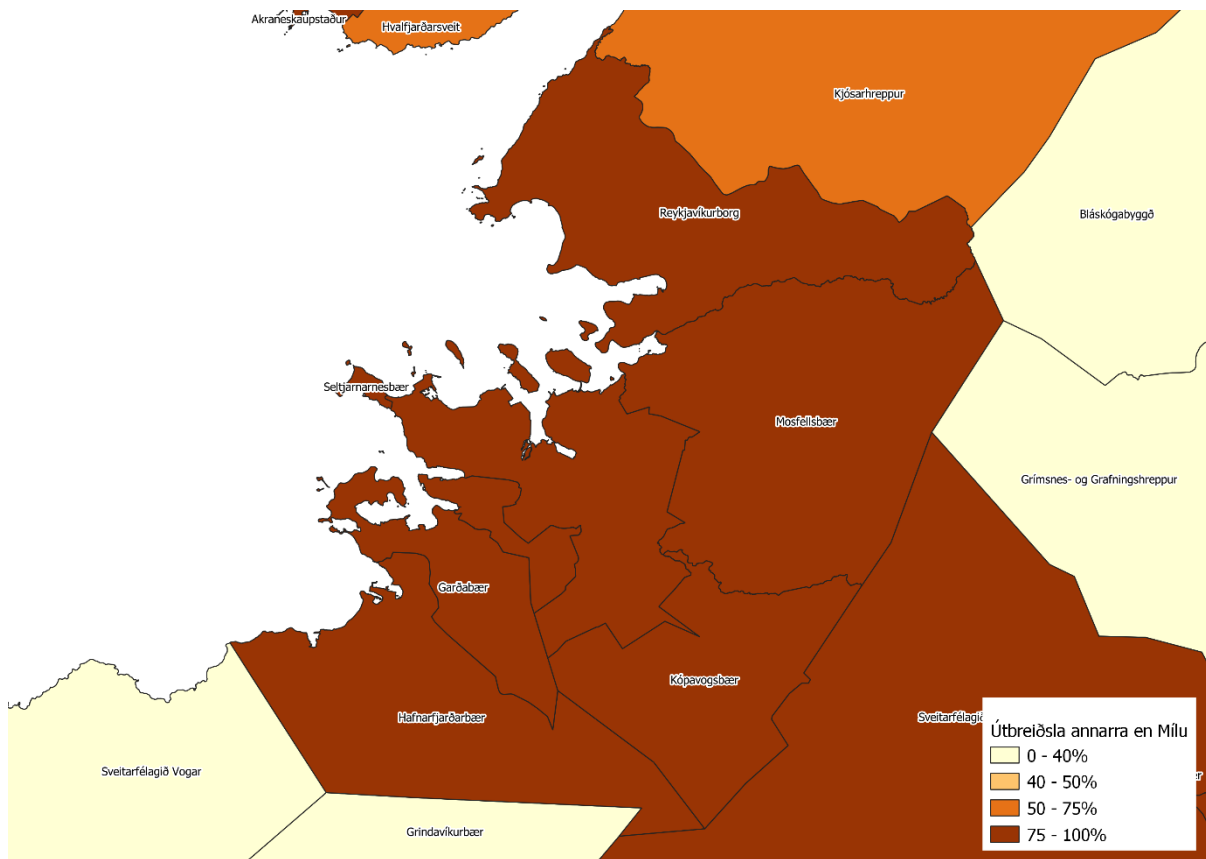 Akraneskaupstaður
Hvalfjarðarsveit
Kjósarhreppur
Reykjavíkurborg
Bláskógabyggð
Seltjarnarnesbær
Mosfellsbær
Grímsnes- og Grafningshreppur
Garðabær
Kópavogsbær
Hafnarfjarðarbær
Sveitarfélagið
Sveitarfélagið Vogar
Grindavíkurbær
Útbreiðsla annarra en Mílu
0 - 40%
40 - 50%
50 - 75%
75 - 100%